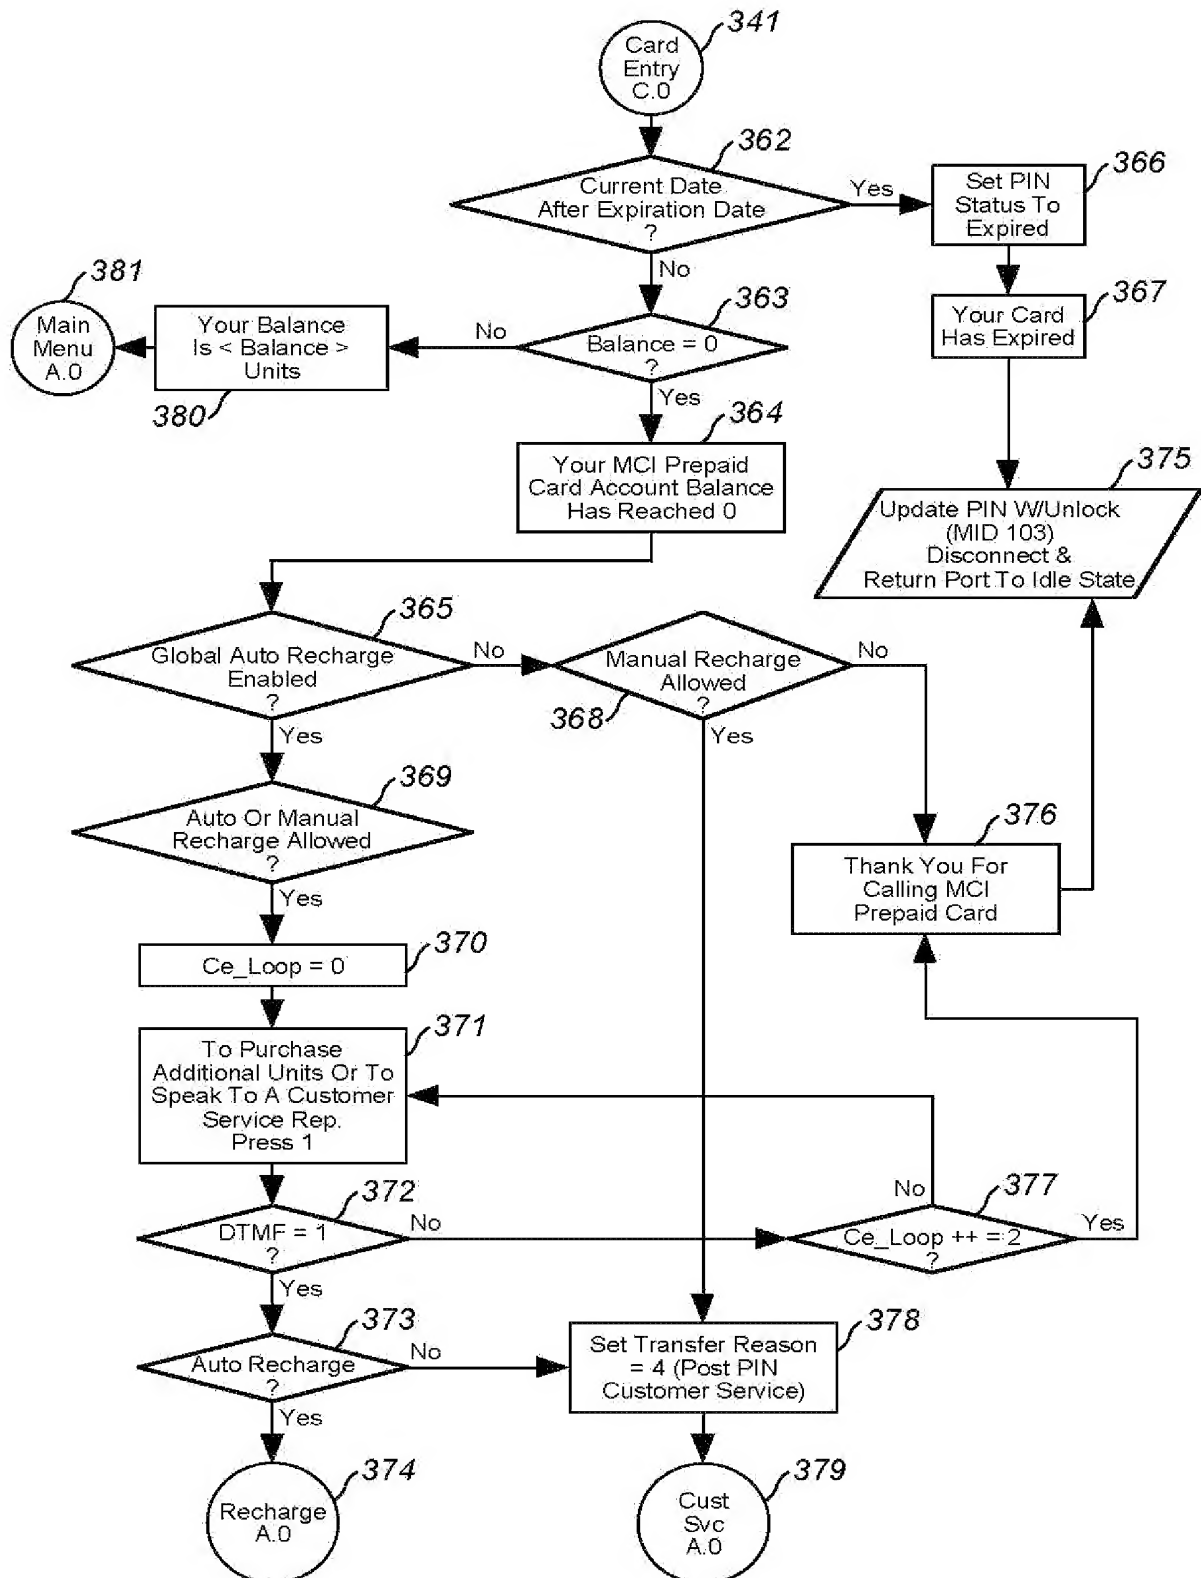 341
Card
Entry
C.0
362
Current Date
After Expiration Date
?
Yes
366
Set PIN
Status To
Expired
No
381
Main
Menu
A.0
Your Balance
Is < Balance >
Units
380
No
363
Balance = 0
?
Yes
367
Your Card
Has Expired
364
Your MCI Prepaid
Card Account Balance
Has Reached 0
375
Update PIN W/Unlock
(MID 103)
Disconnect &
Return Port To Idle State
365
Global Auto Recharge
Enabled
?
No
Yes
Manual Recharge
Allowed
?
368
No
Yes
369
Auto Or Manual
Recharge Allowed
?
Yes
376
Thank You For
Calling MCI
Prepaid Card
370
Ce_Loop = 0
371
To Purchase
Additional Units Or To
Speak To A Customer
Service Rep.
Press 1
372
DTMF = 1
?
No
Yes
377
No
Ce_Loop ++ = 2
?
Yes
373
Auto Recharge
?
No
Yes
378
Set Transfer Reason
= 4 (Post PIN
Customer Service)
374
Recharge
A.0
379
Cust
Svc
A.0